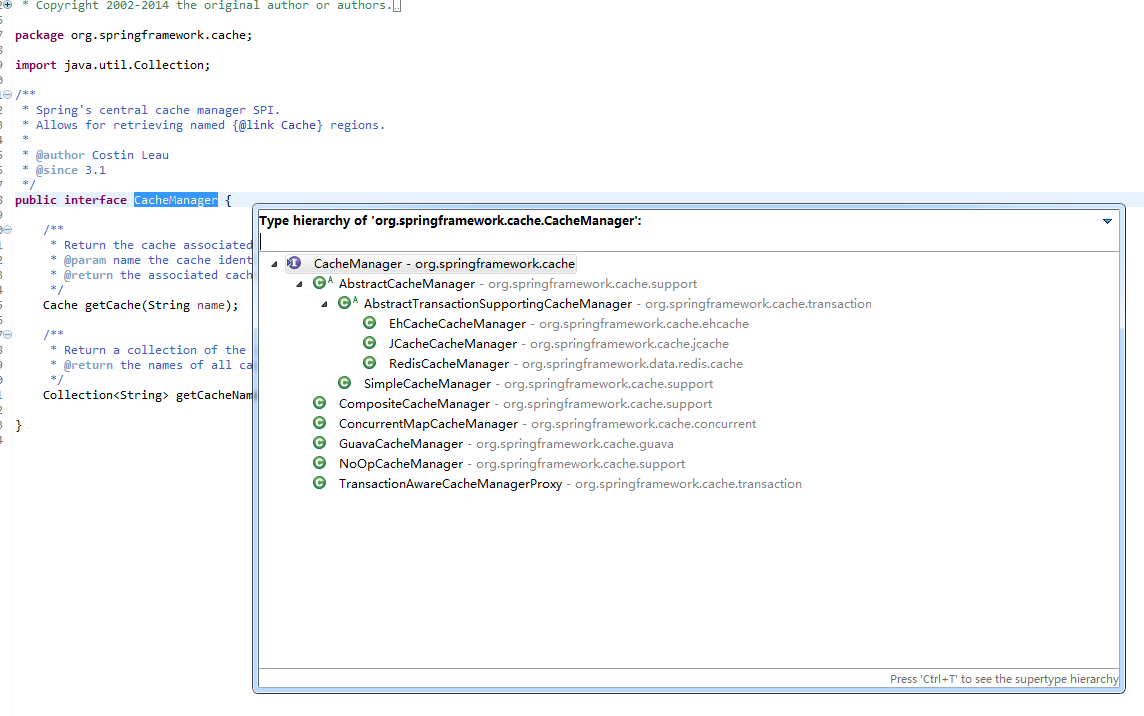 * Copyright 2002-2014 the original author or authors.
package org.springframework.cache;
import java.util.Collection;
/**
* Spring's central cache manager SPI.
* Allows for retrieving named {@link Cache} regions.
*
* @author Costin Leau
* @since 3.1
*/
public interface CacheManager {
/**
* Return the cache associated
* @param name the cache ident
* @return the associated cach
*/
Cache getCache(String name);
/**
* Return a collection of the
* @return the names of all ca
*/
Collection<String> getCacheNam
}
Type hierarchy of 'org.springframework.cache.CacheManager':
CacheManager - org.springframework.cache
AbstractCacheManager - org.springframework.cache.support
AbstractTransactionSupportingCacheManager - org.springframework.cache.transaction
EhCacheCacheManager - org.springframework.cache.ehcache
JCacheCacheManager - org.springframework.cache.jcache
RedisCacheManager - org.springframework.data.redis.cache
SimpleCacheManager - org.springframework.cache.support
CompositeCacheManager - org.springframework.cache.support
ConcurrentMapCacheManager - org.springframework.cache.concurrent
GuavaCacheManager - org.springframework.cache.guava
NoOpCacheManager - org.springframework.cache.support
TransactionAwareCacheManagerProxy - org.springframework.cache.transaction
Press 'Ctrl+T' to see the supertype hierarchy